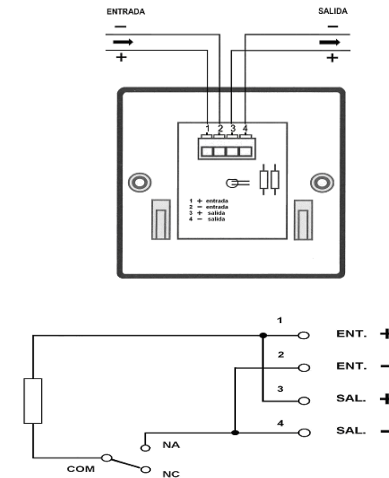 ENTRADA SALIDA
− −
+ +
1 2 3 4
1 + entrada
2 − entrada
3 + salida
4 − salida
1 ENT. +
2 ENT. −
3 SAL. +
4 SAL. −
NA
COM
NC